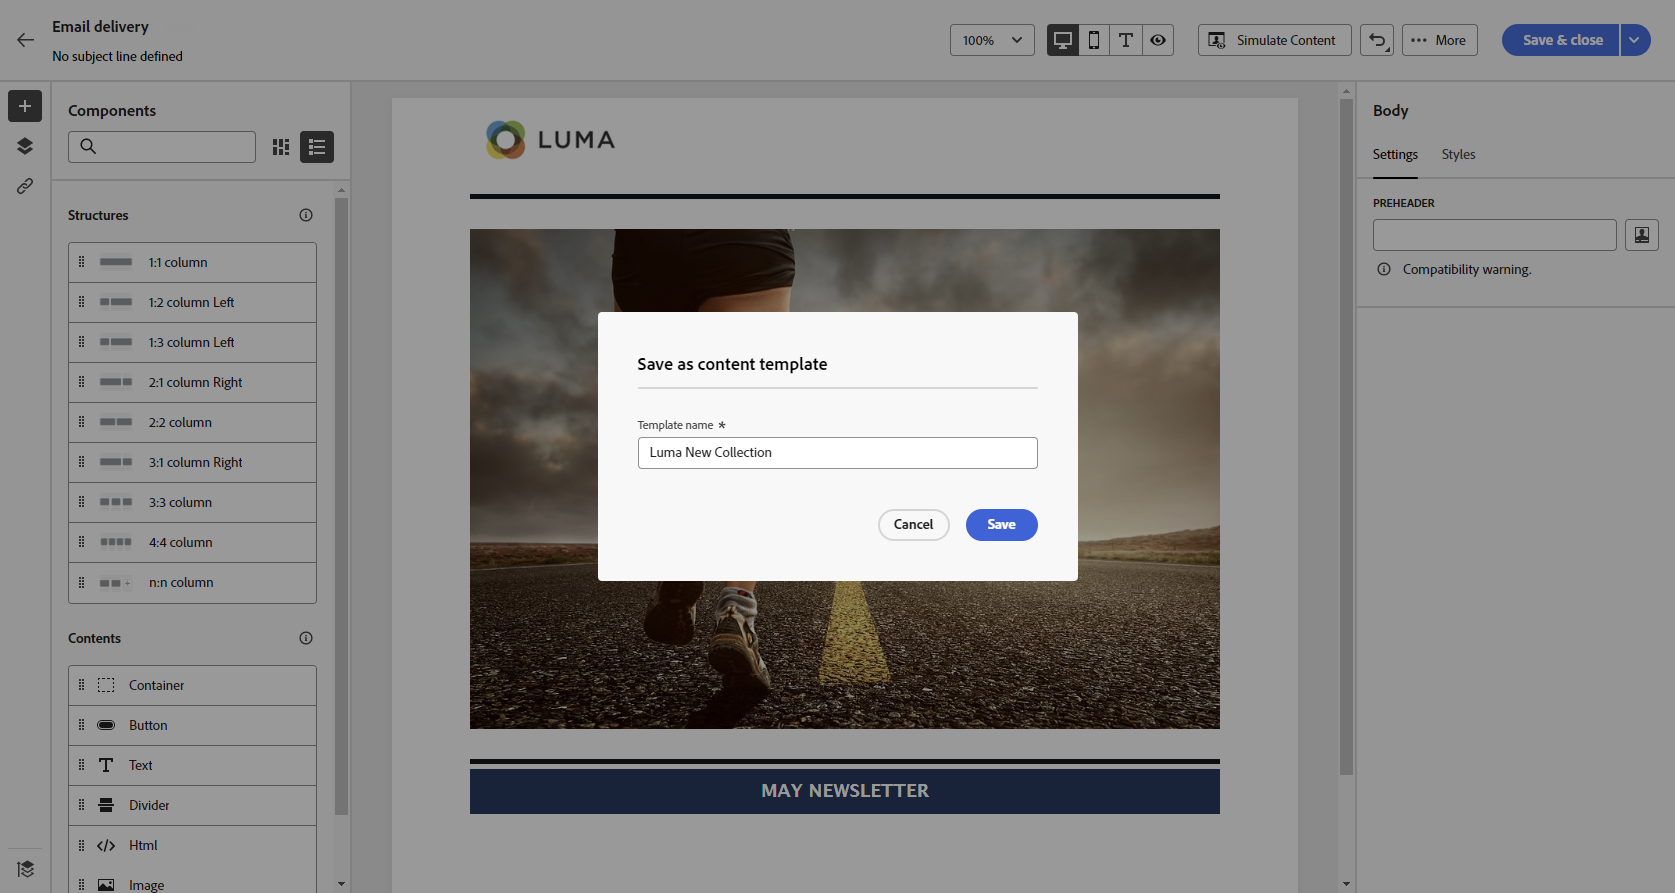 Email delivery
No subject line defined
100%
Simulate Content
More
Save & close
Components
Structures
1:1 column
1:2 column Left
1:3 column Left
2:1 column Right
2:2 column
3:1 column Right
3:3 column
4:4 column
n:n column
Contents
Container
Button
Text
Divider
Html
Image
LUMA
MAY NEWSLETTER
Save as content template
Template name *
Luma New Collection
Cancel
Save
Body
Settings
Styles
PREHEADER
Compatibility warning.